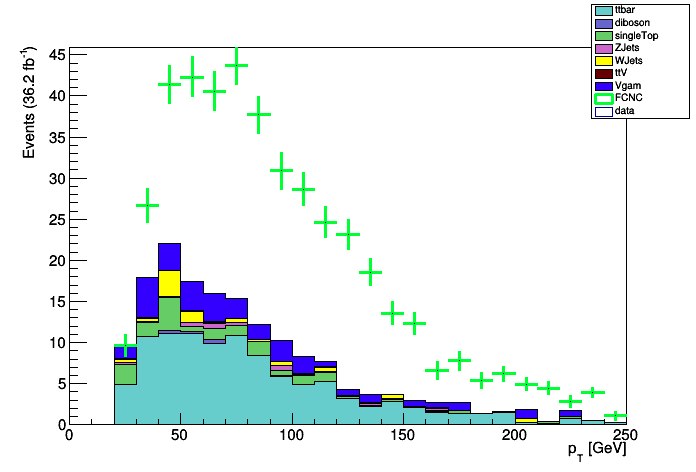 ttbar
diboson
singleTop
ZJets
WJets
ttV
Vgam
FCNC
data
Events (36.2 fb⁻¹)
45
40
35
30
25
20
15
10
5
0
0 50 100 150 200 250
p_T [GeV]